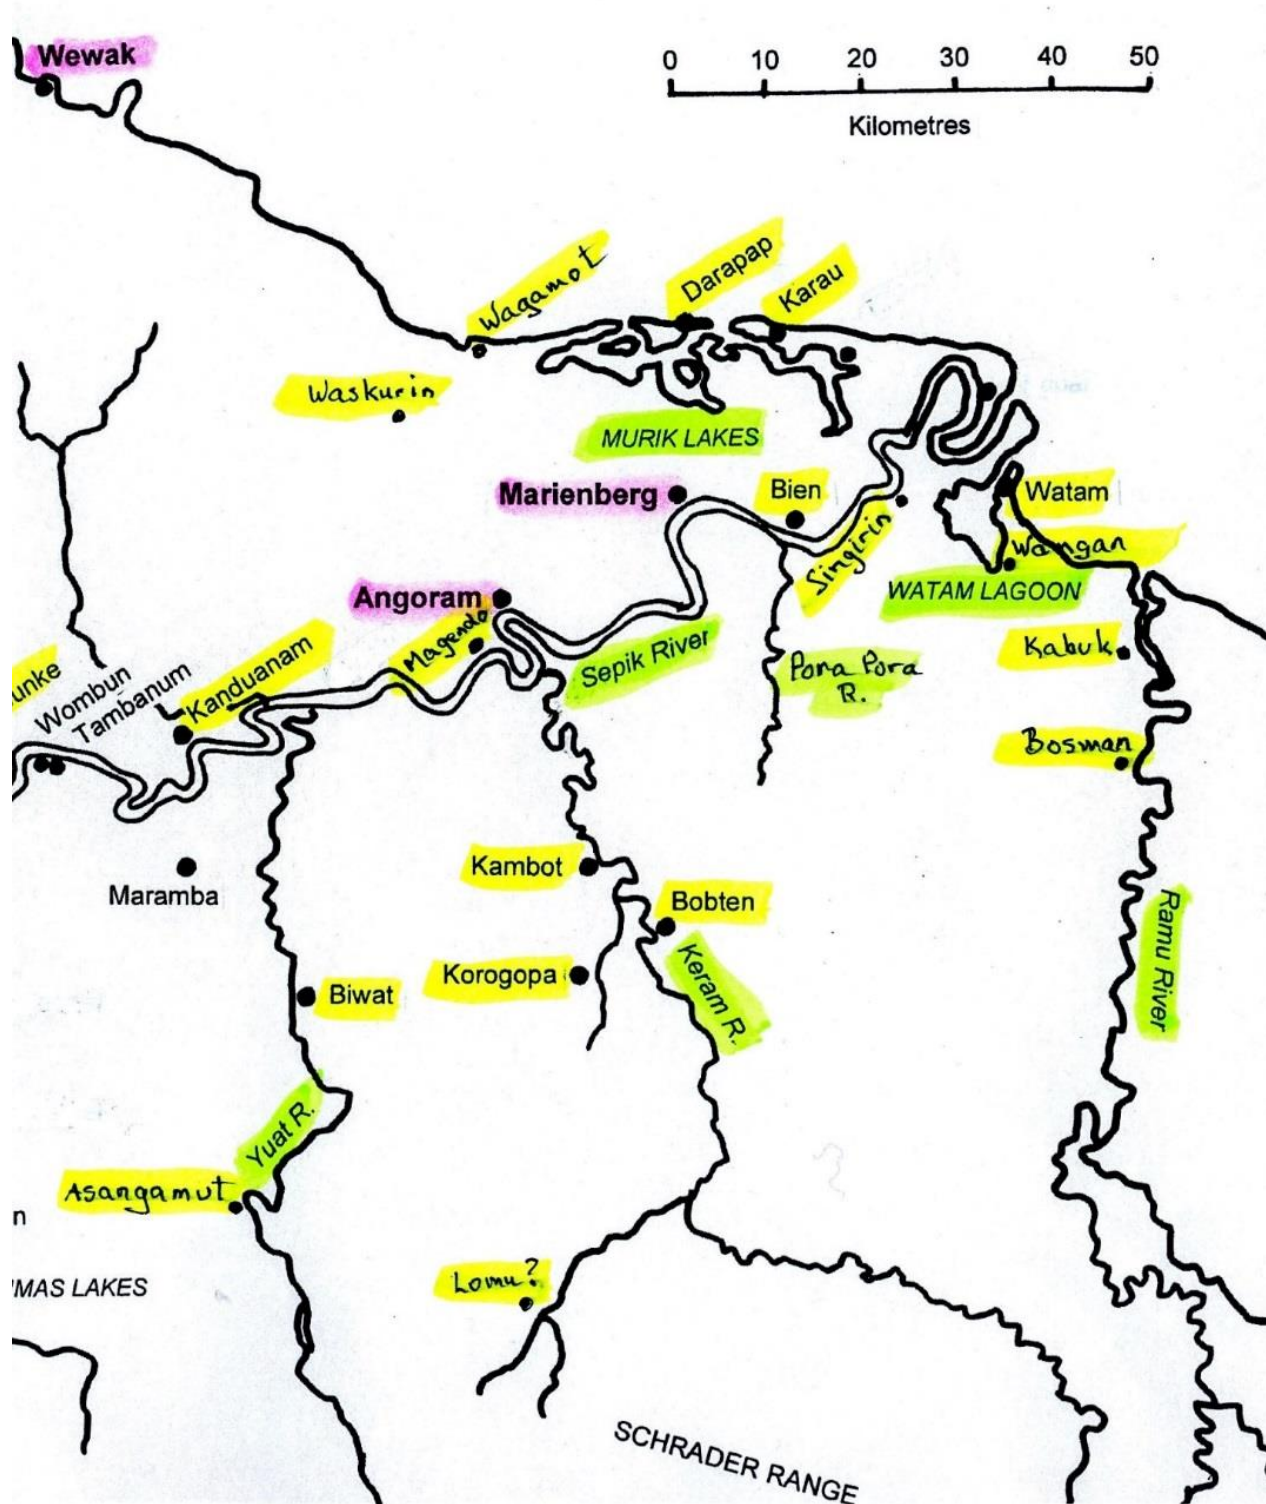 Wewak
0 10 20 30 40 50
Kilometres
Wagamot
Darapap
Karau
Waskurin
MURIK LAKES
Marienberg
Bien
Watam
Singirin
Wangan
WATAM LAGOON
Angoram
Magendo
Sepik River
Pora Pora
R.
Kabuk
unke
Wombun
Tambanum
Kanduanam
Bosman
Kambot
Maramba
Bobten
Korogopa
Keram R.
Ramu River
Biwat
Yuat R.
Asangamut
n
MAS LAKES
Lomu?
SCHRADER RANGE